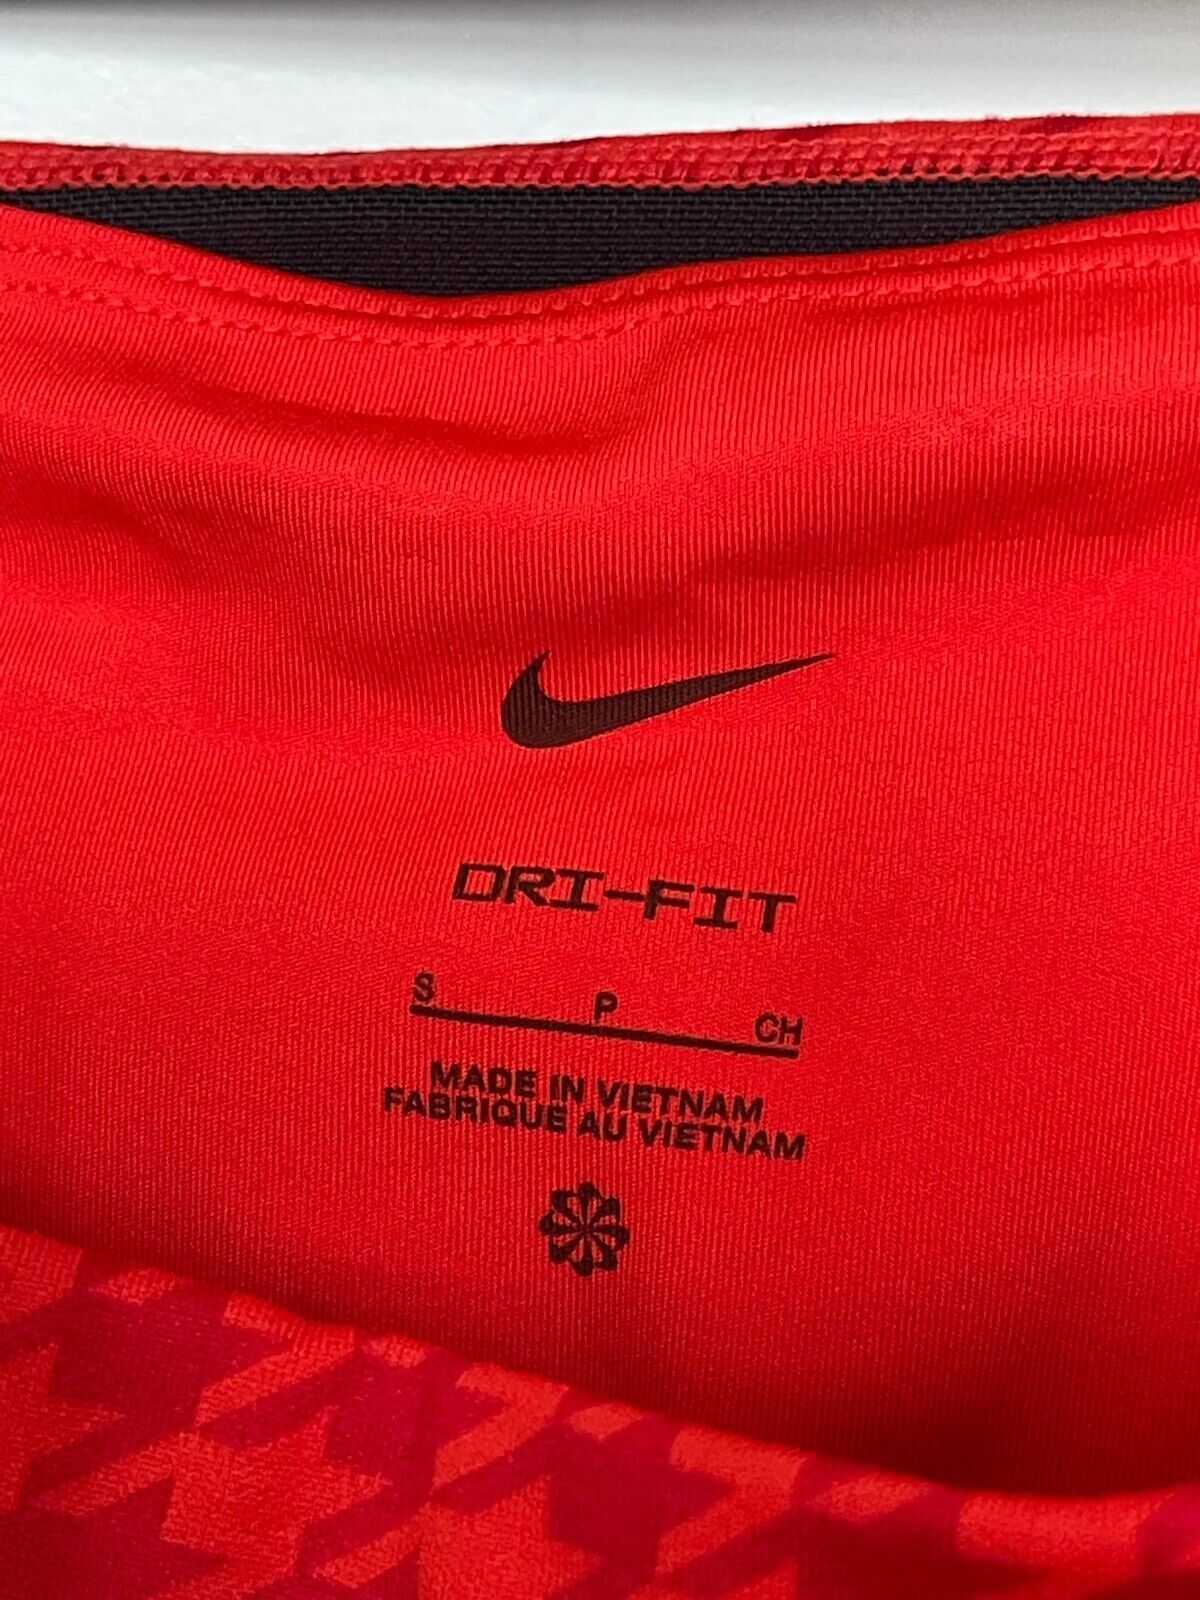 DRI-FIT
S P CH
MADE IN VIETNAM
FABRIQUE AU VIETNAM